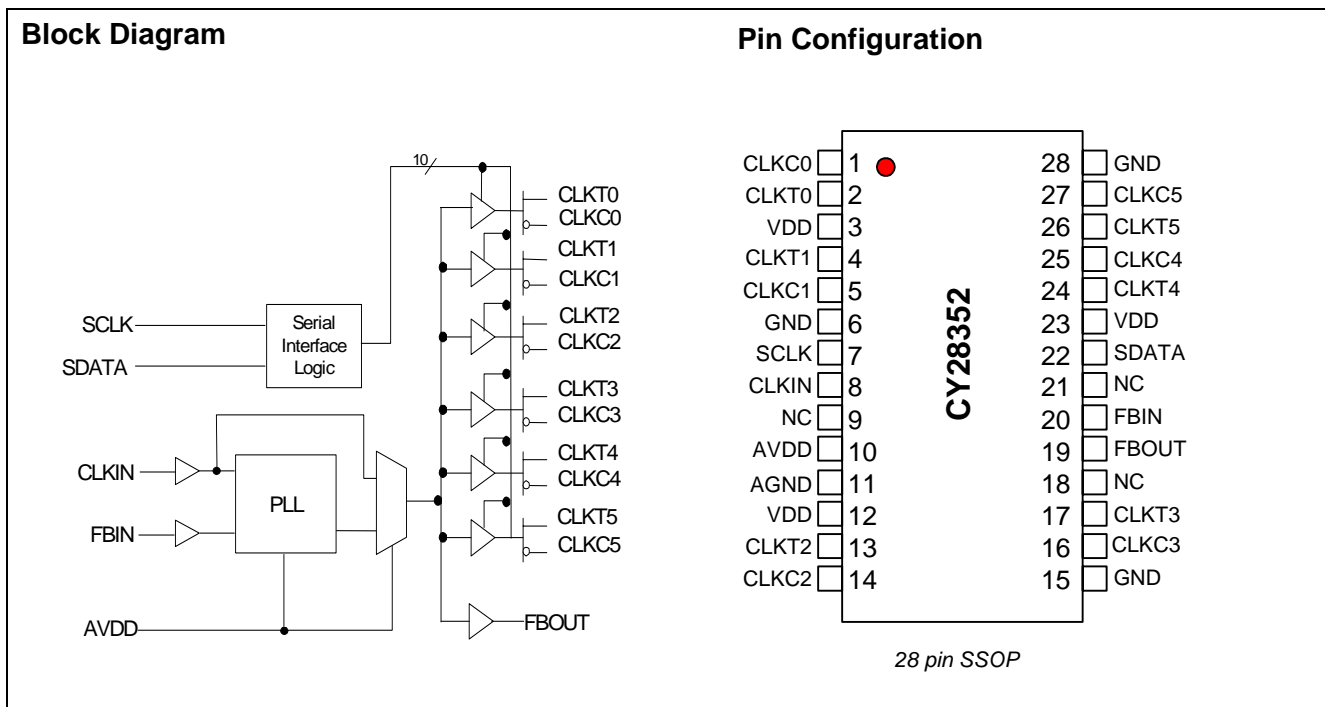 Block Diagram
10
CLKT0
CLKC0
CLKT1
CLKC1
CLKT2
CLKC2
CLKT3
CLKC3
CLKT4
CLKC4
CLKT5
CLKC5
SCLK
SDATA
Serial
Interface
Logic
CLKIN
FBIN
PLL
AVDD
FBOUT
Pin Configuration
CLKC0 1
CLKT0 2
VDD 3
CLKT1 4
CLKC1 5
GND 6
SCLK 7
CLKIN 8
NC 9
AVDD 10
AGND 11
VDD 12
CLKT2 13
CLKC2 14
CY28352
28 GND
27 CLKC5
26 CLKT5
25 CLKC4
24 CLKT4
23 VDD
22 SDATA
21 NC
20 FBIN
19 FBOUT
18 NC
17 CLKT3
16 CLKC3
15 GND
28 pin SSOP